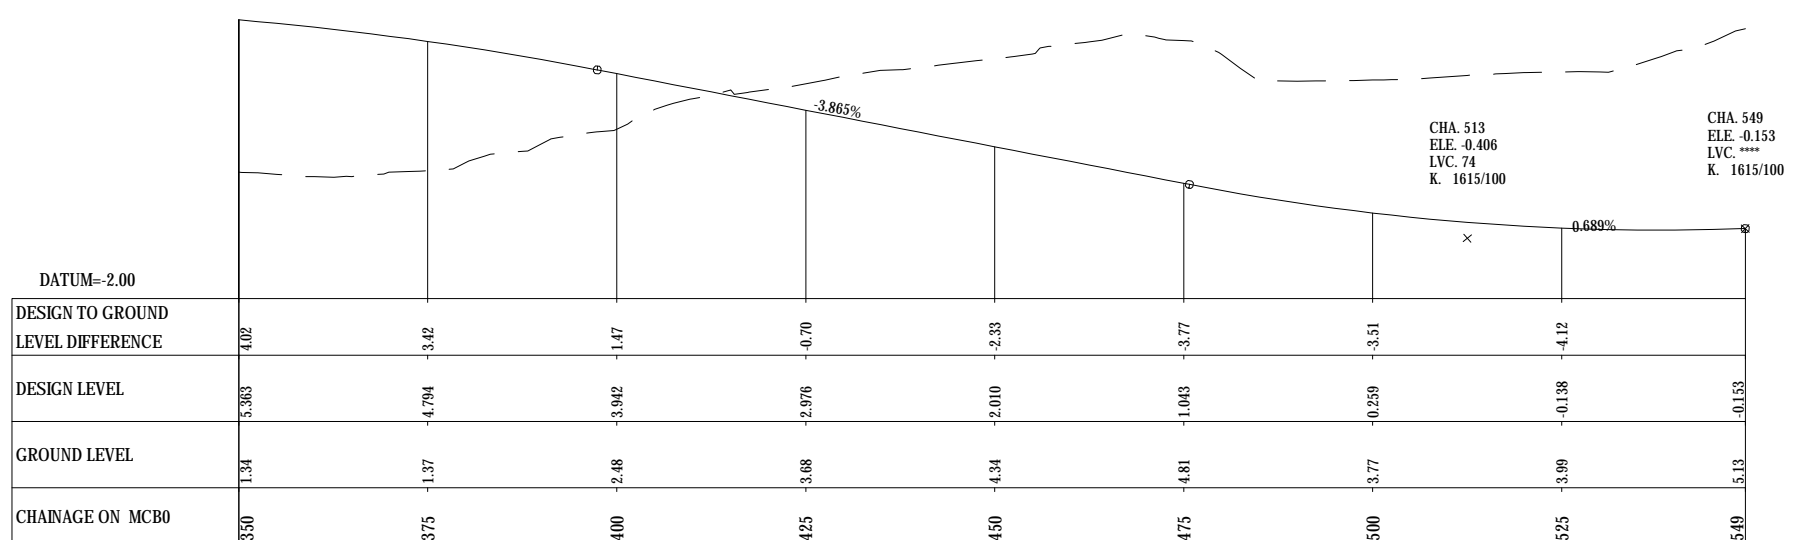 -3.865%
CHA. 513
ELE. -0.406
LVC. 74
K. 1615/100
CHA. 549
ELE. -0.153
LVC. ****
K. 1615/100
0.689%
DATUM=-2.00
DESIGN TO GROUND
LEVEL DIFFERENCE 4.02 3.42 1.47 -0.70 -2.33 -3.77 -3.51 -4.12
DESIGN LEVEL 5.363 4.794 3.942 2.976 2.010 1.043 0.259 -0.138 -0.153
GROUND LEVEL 1.34 1.37 2.48 3.68 4.34 4.81 3.77 3.99 5.13
CHAINAGE ON MCB0 350 375 400 425 450 475 500 525 549